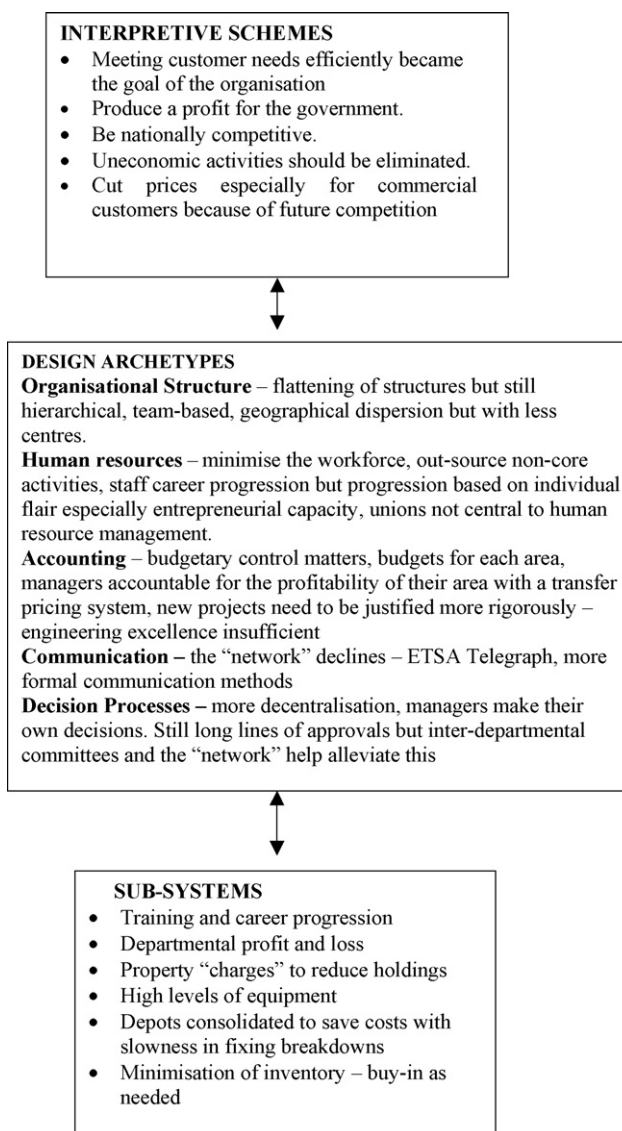 INTERPRETIVE SCHEMES
• Meeting customer needs efficiently became
the goal of the organisation
• Produce a profit for the government.
• Be nationally competitive.
• Uneconomic activities should be eliminated.
• Cut prices especially for commercial
customers because of future competition
DESIGN ARCHETYPES
Organisational Structure – flattening of structures but still
hierarchical, team-based, geographical dispersion but with less
centres.
Human resources – minimise the workforce, out-source non-core
activities, staff career progression but progression based on individual
flair especially entrepreneurial capacity, unions not central to human
resource management.
Accounting – budgetary control matters, budgets for each area,
managers accountable for the profitability of their area with a transfer
pricing system, new projects need to be justified more rigorously –
engineering excellence insufficient
Communication – the “network” declines – ETSA Telegraph, more
formal communication methods
Decision Processes – more decentralisation, managers make their
own decisions. Still long lines of approvals but inter-departmental
committees and the “network” help alleviate this
SUB-SYSTEMS
• Training and career progression
• Departmental profit and loss
• Property “charges” to reduce holdings
• High levels of equipment
• Depots consolidated to save costs with
slowness in fixing breakdowns
• Minimisation of inventory – buy-in as
needed